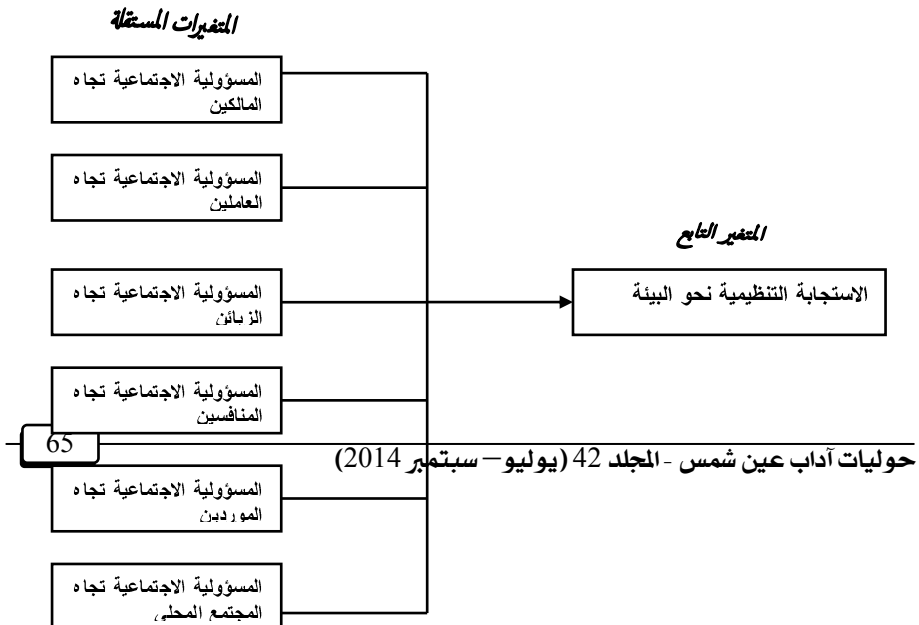 المتغيرات المستقلة
المسؤولية الاجتماعية تجاه
المالكين
المسؤولية الاجتماعية تجاه
العاملين
المتغير التابع
المسؤولية الاجتماعية تجاه
الزبائن
الاستجابة التنظيمية نحو البيئة
المسؤولية الاجتماعية تجاه
المنافسين
65
حوليات آداب عين شمس - المجلد 42 (يوليو – سبتمبر 2014)
المسؤولية الاجتماعية تجاه
الموردين
المسؤولية الاجتماعية تجاه
المجتمع المحلي